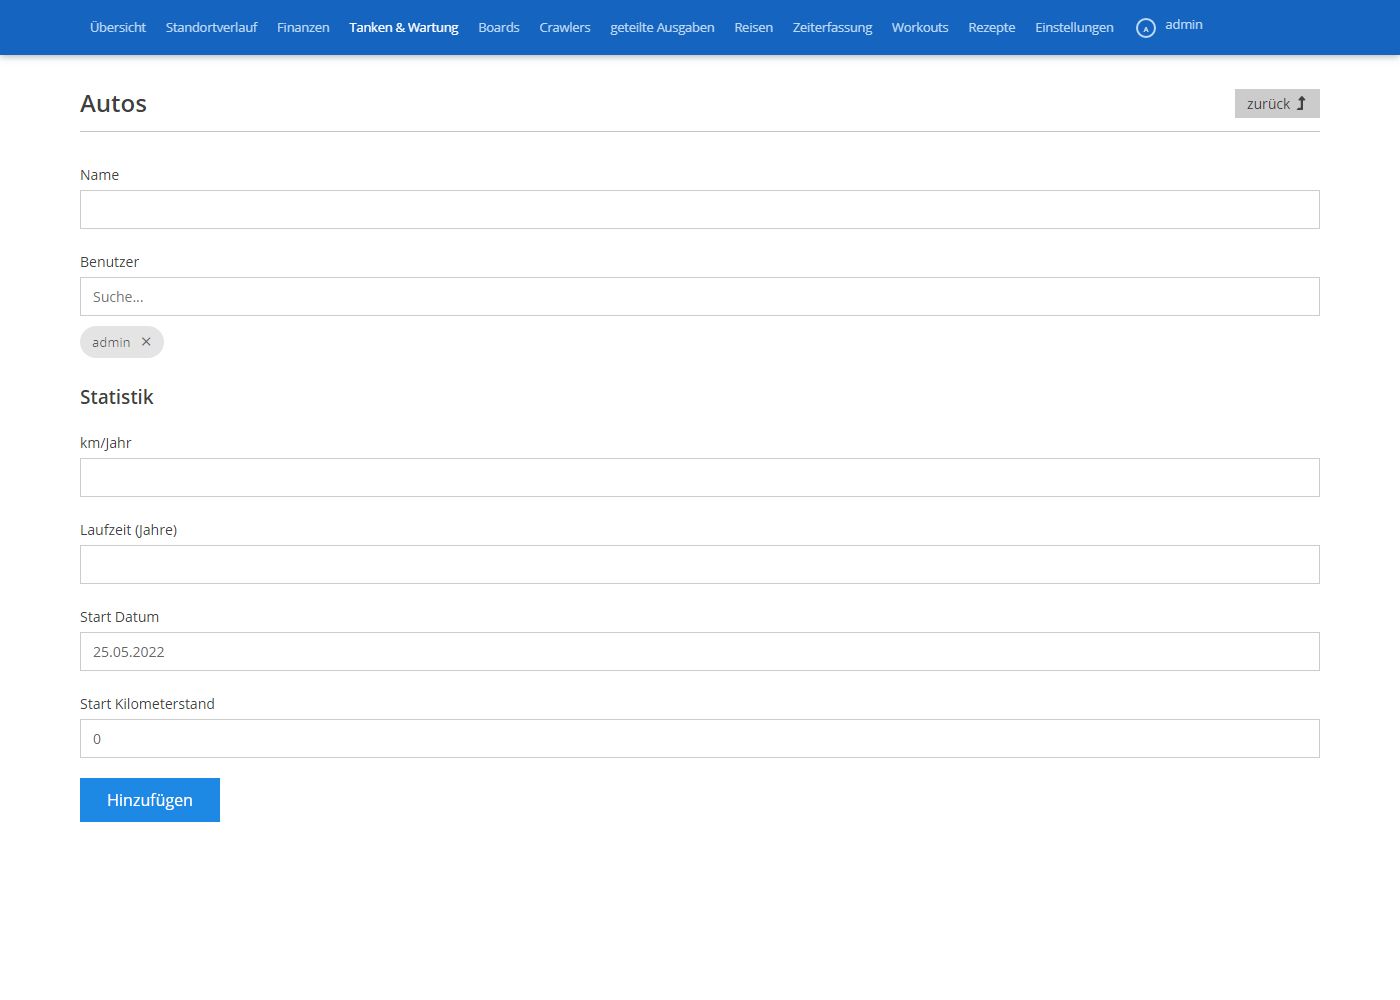 Übersicht Standortverlauf Finanzen Tanken & Wartung Boards Crawlers geteilte Ausgaben Reisen Zeiterfassung Workouts Rezepte Einstellungen A admin
Autos zurück
Name
Benutzer
Suche...
admin ×
Statistik
km/Jahr
Laufzeit (Jahre)
Start Datum
25.05.2022
Start Kilometerstand
0
Hinzufügen